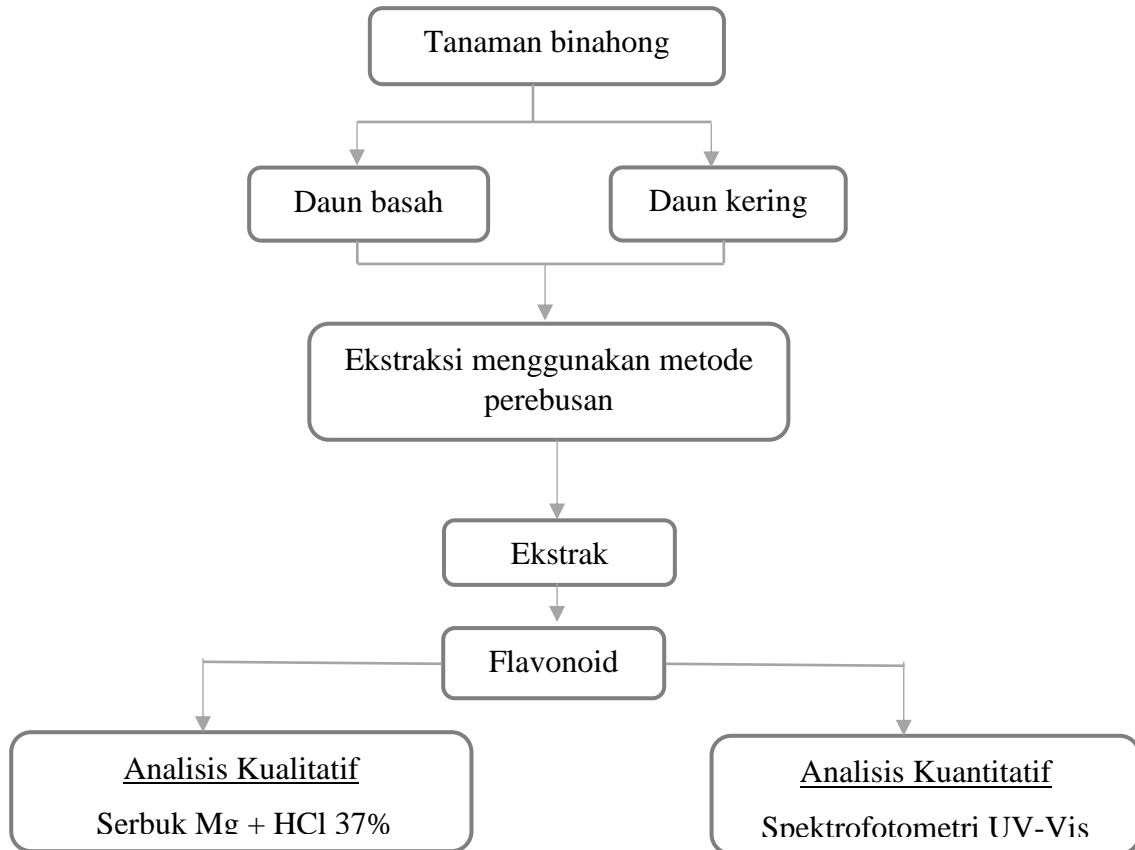 Tanaman binahong
Daun basah
Daun kering
Ekstraksi menggunakan metode
perebusan
Ekstrak
Flavonoid
Analisis Kualitatif
Serbuk Mg + HCl 37%
Analisis Kuantitatif
Spektrofotometri UV-Vis